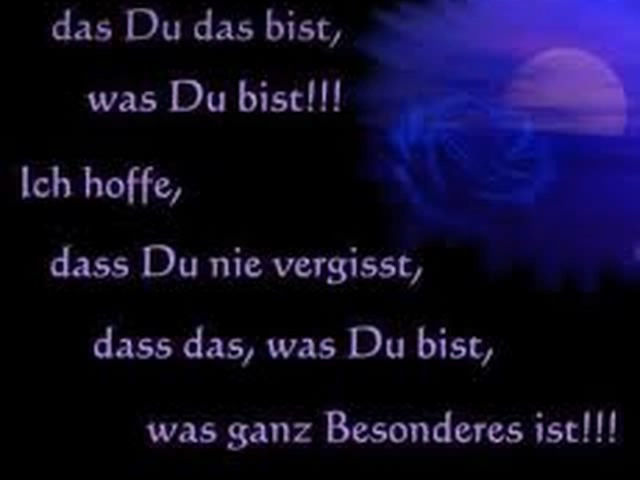 das Du das bist,
was Du bist!!!
Ich hoffe,
dass Du nie vergisst,
dass das, was Du bist,
was ganz Besonderes ist!!!